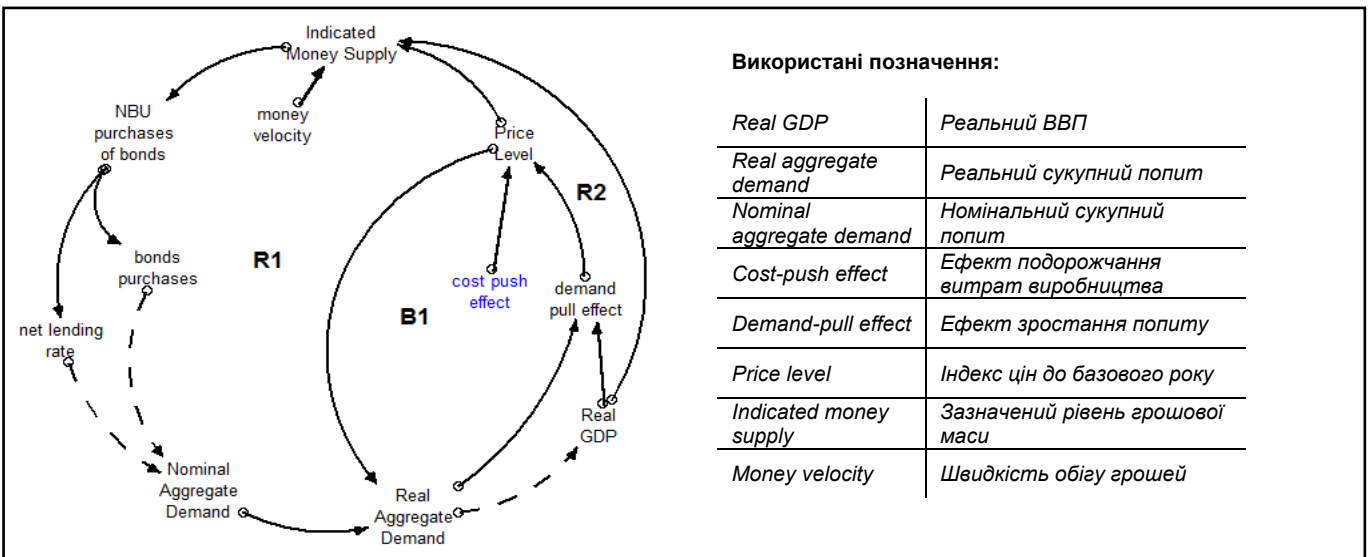 Indicated
Money Supply
NBU
purchases
of bonds
money
velocity
Price
Level
R2
bonds
purchases
R1
cost push
effect
demand
pull effect
B1
net lending
rate
Real
GDP
Nominal
Aggregate
Demand
Real
Aggregate
Demand
Використані позначення:
Real GDP Реальний ВВП
Real aggregate
demand Реальний сукупний попит
Nominal Номінальний сукупний
aggregate demand попит
Cost-push effect Ефект подорожчання
витрат виробництва
Demand-pull effect Ефект зростання попиту
Price level Індекс цін до базового року
Indicated money Зазначений рівень грошової
supply маси
Money velocity Швидкість обігу грошей